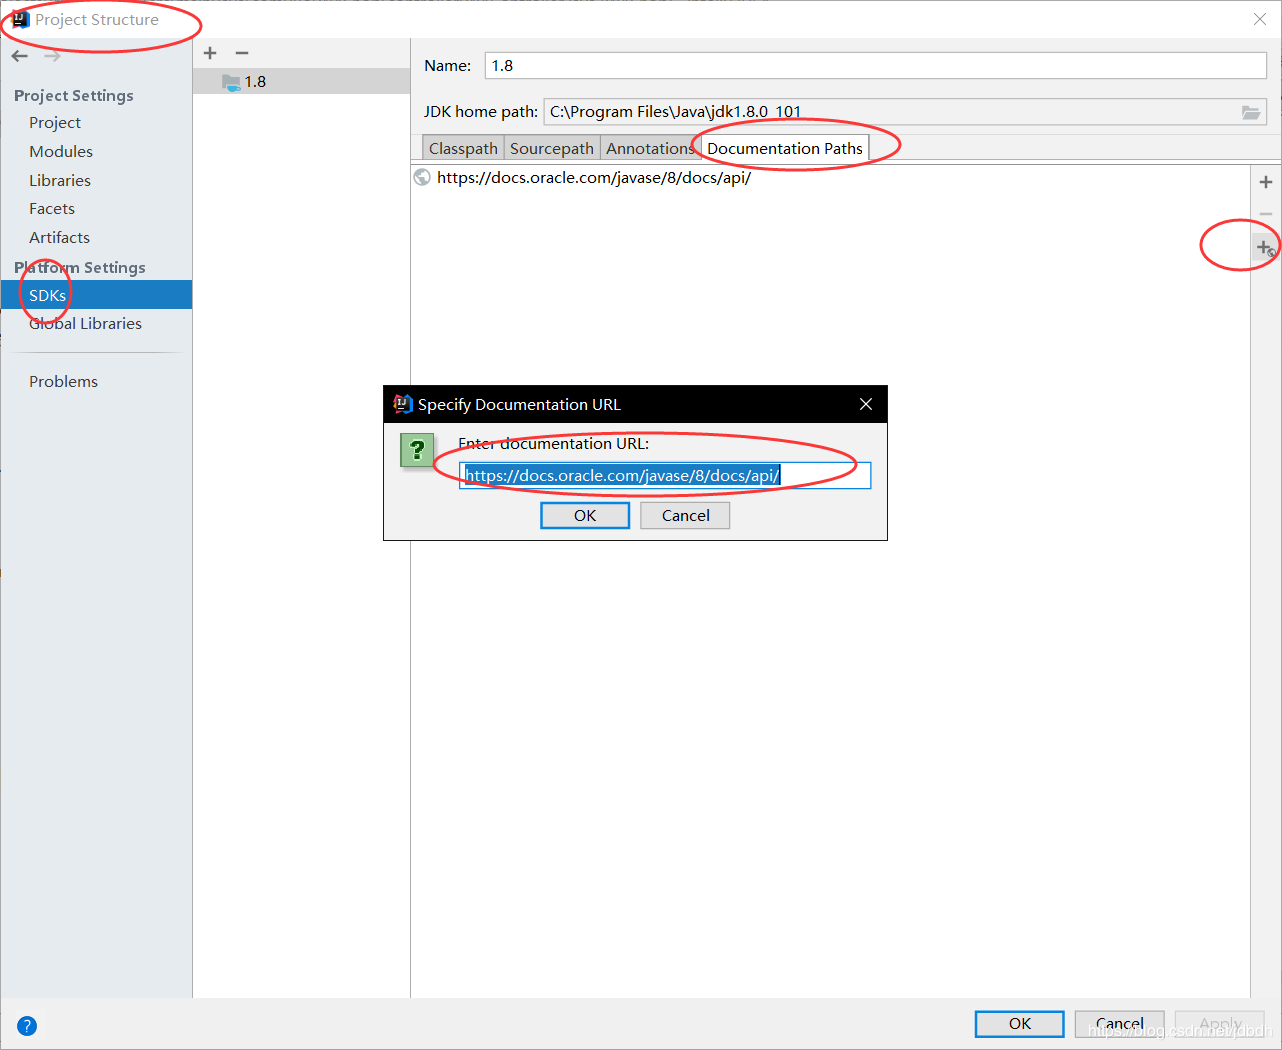 Project Structure
Project Settings
Project
Modules
Libraries
Facets
Artifacts
Platform Settings
SDKs
Global Libraries
Problems
1.8
Name: 1.8
JDK home path: C:\Program Files\Java\jdk1.8.0_101
Classpath Sourcepath Annotations Documentation Paths
https://docs.oracle.com/javase/8/docs/api/
Specify Documentation URL
Enter documentation URL:
https://docs.oracle.com/javase/8/docs/api/
OK Cancel
OK Cancel Apply
https://blog.csdn.net/jdbdh